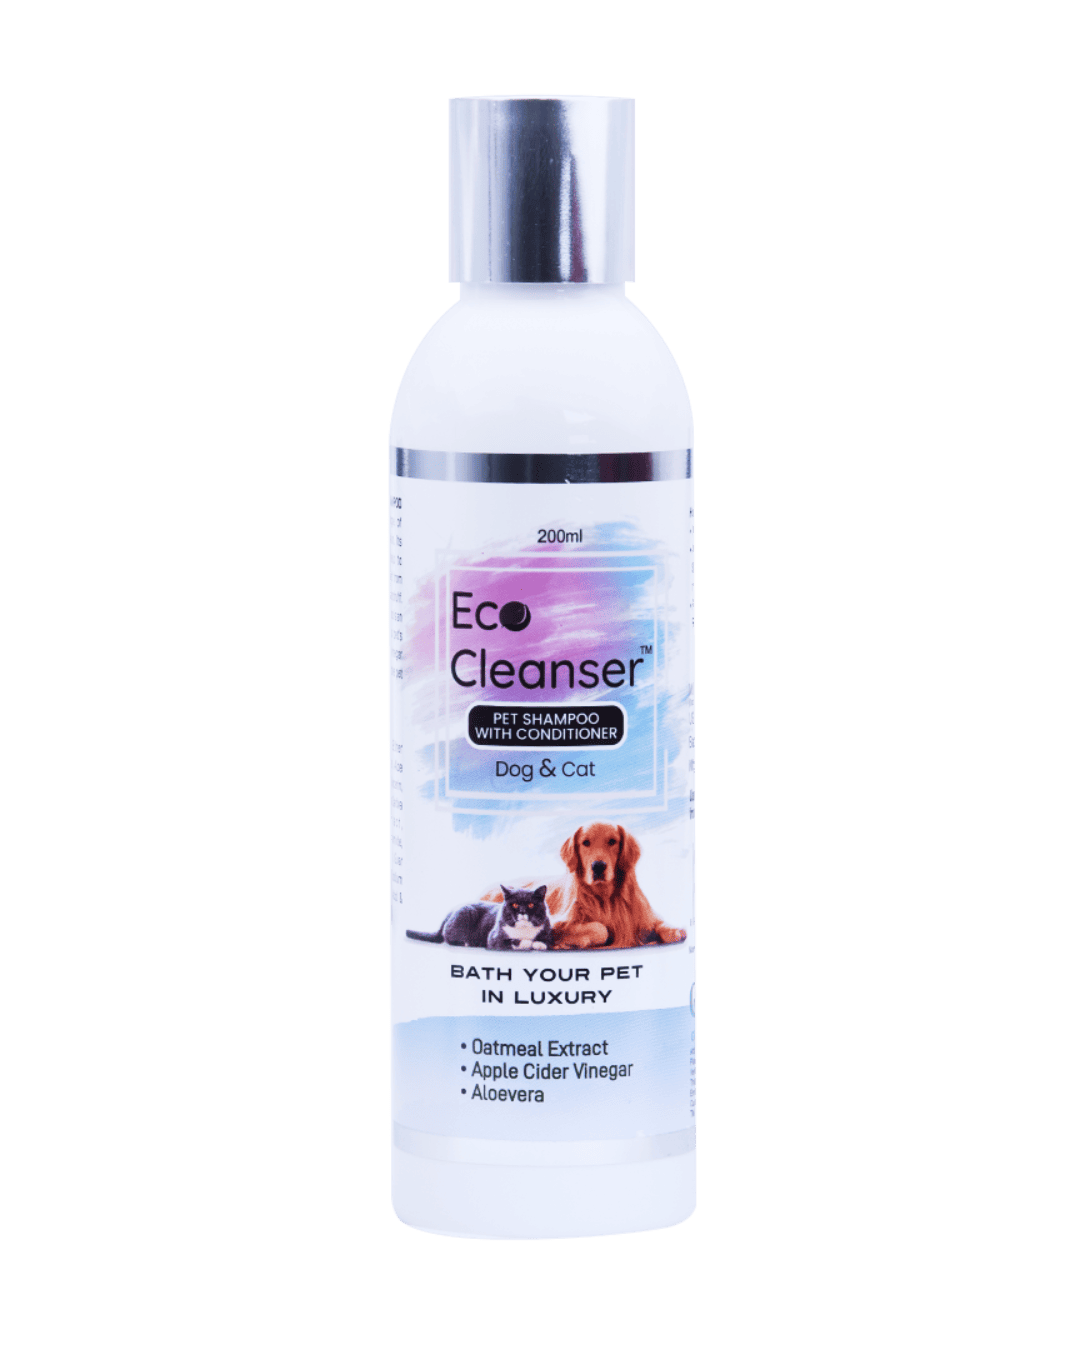 200ml
Eco
Cleanser™
PET SHAMPOO
WITH CONDITIONER
Dog & Cat
BATH YOUR PET
IN LUXURY
• Oatmeal Extract
• Apple Cider Vinegar
• Aloevera